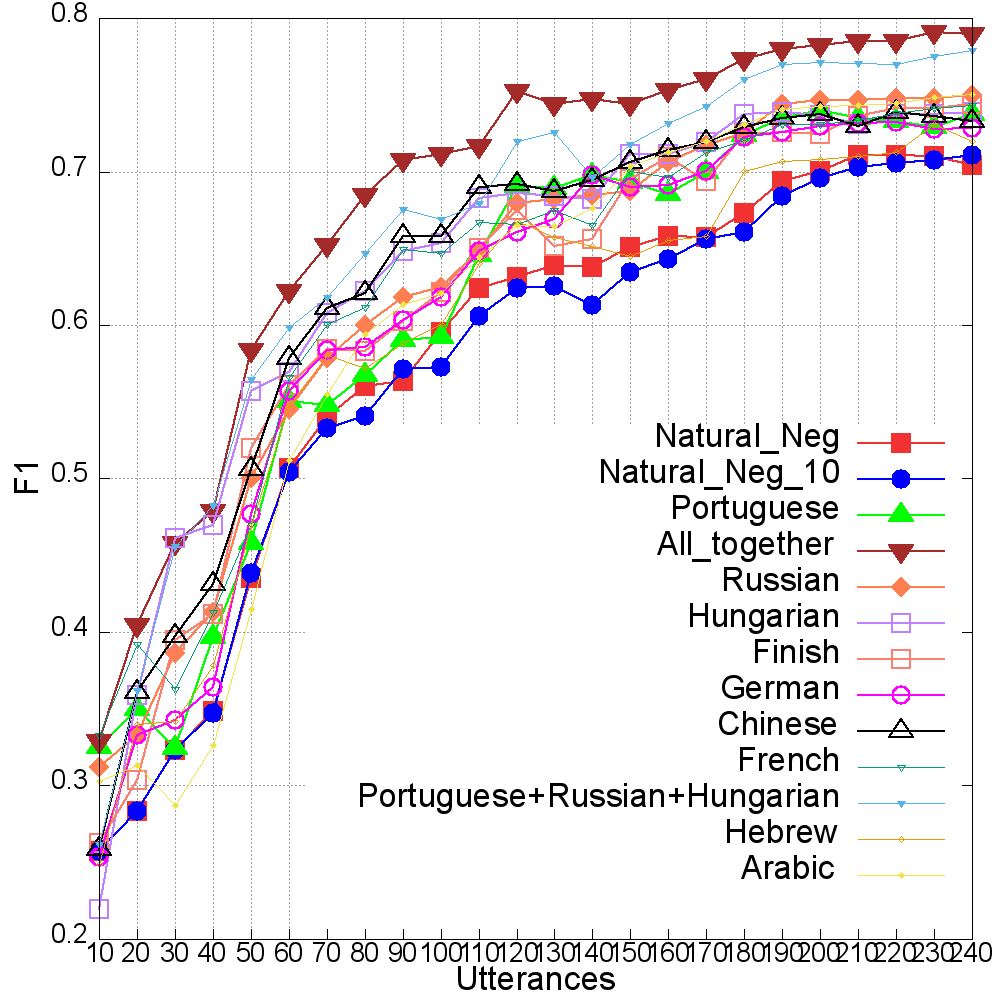 0.8
0.7
0.6
0.5
0.4
0.3
0.2
F1
Natural_Neg
Natural_Neg_10
Portuguese
All_together
Russian
Hungarian
Finish
German
Chinese
French
Portuguese+Russian+Hungarian
Hebrew
Arabic
10 20 30 40 50 60 70 80 90 100 110 120 130 140 150 160 170 180 190 200 210 220 230 240
Utterances